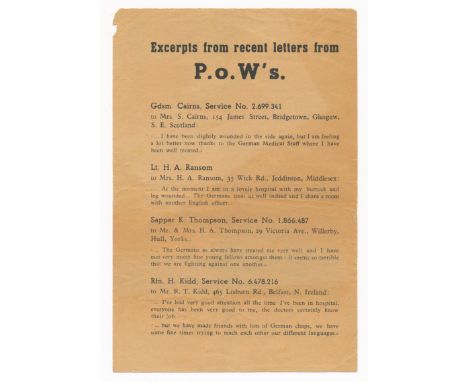 Excerpts from recent letters from
P.o.W's.
Gdsm. Cairns, Service No. 2.699.341
to Mrs. S. Cairns, 154 James Street, Bridgetown, Glasgow,
S. E. Scotland:
... I have been slightly wounded in the side again, but I am feeling
a lot better now thanks to the German Medical Staff where I have
been well treated.-
Lt. H. A. Ransom
to Mrs. H. A. Ransom, 35 Wick Rd., Teddinton, Middlesex:
... At the moment I am in a lovely hospital with my buttock and
leg wounded... The Germans treat us well indeed and I share a room
with another English officer.-
Sapper K. Thompson, Service No. 1.866.487
to Mr. & Mrs. H. A. Thompson, 29 Victoria Ave., Willerby,
Hull, Yorks.:
... The Germans as always have treated me very well and I have
met very many fine young fellows amongst them - it seems so terrible
that we are fighting against one another.-
Rfn. H. Kidd, Service No. 6.478.216
to Mr. R. T. Kidd, 465 Lisburn Rd., Belfast, N. Ireland:
... I've had very good attention all the time I've been in hospital,
everyone has been very good to me, the doctors certainly know
their job.-
... but we have made friends with lots of German chaps, we have
some fine times trying to teach each other our different languages.-